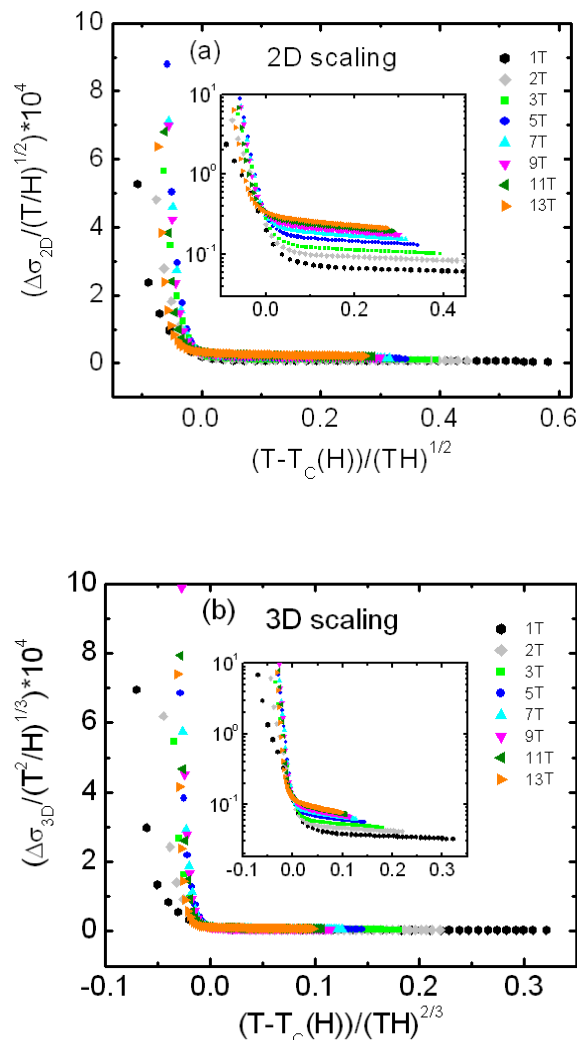 (a) 2D scaling
1T
2T
3T
5T
7T
9T
11T
13T
10
8
6
4
2
0
(Δσ2D/(T/H)^1/2)*10^4
10^1
10^0
10^-1
0.0 0.2 0.4
0.0 0.2 0.4 0.6
(T-TC(H))/(TH)^1/2
(b) 3D scaling
1T
2T
3T
5T
7T
9T
11T
13T
10
8
6
4
2
0
(Δσ3D/(T^2/H)^1/3)*10^4
10^1
10^0
10^-1
-0.1 0.0 0.1 0.2 0.3
-0.1 0.0 0.1 0.2 0.3
(T-TC(H))/(TH)^2/3